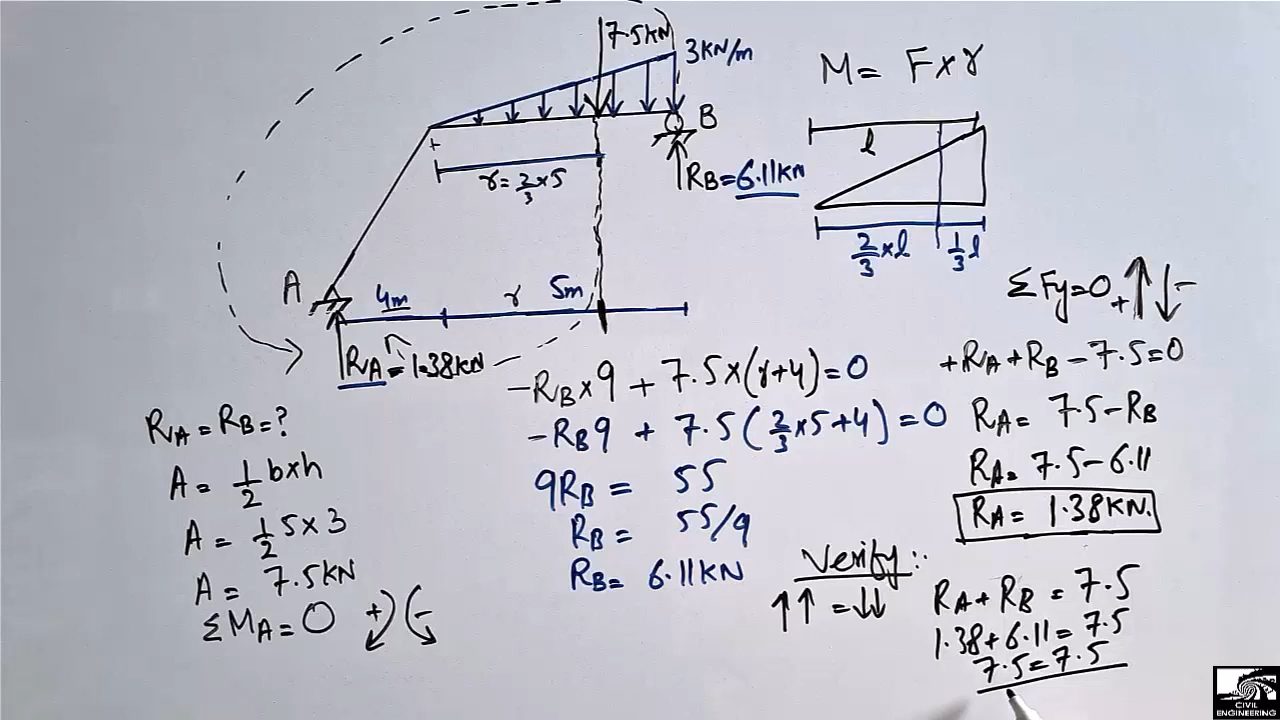 7.5KN
3KN/m
B
RB=6.11KN
r=2/3×5
A
4m
r
5m
RA=1.38KN
M= F×r
l
2/3×l
1/3l
ΣFy=0 + ↑ ↓ -
RA=RB=?
A= 1/2 b×h
A= 1/2 5×3
A= 7.5KN
ΣMA=0 + -
-RB×9 + 7.5×(r+4)=0
-RB9 + 7.5(2/3×5+4)=0
9RB= 55
RB= 55/9
RB= 6.11KN
+RA+RB-7.5=0
RA= 7.5-RB
RA= 7.5-6.11
RA= 1.38KN.
Verify:-
↑↑=↓↓
RA+RB=7.5
1.38+6.11=7.5
7.5=7.5
CIVIL
ENGINEERING